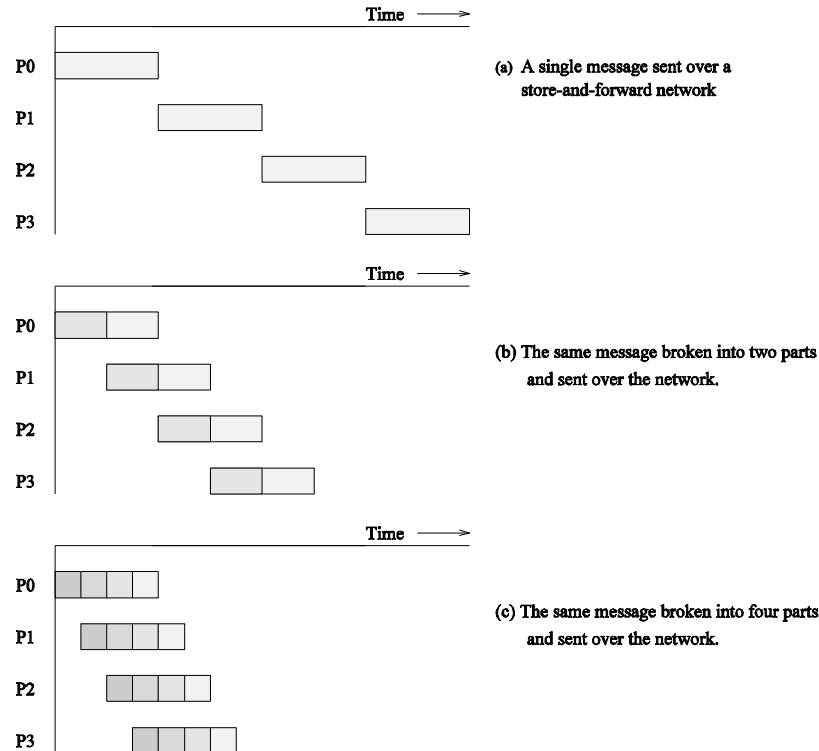 Time
P0
P1
P2
P3
(a) A single message sent over a
store-and-forward network
Time
P0
P1
P2
P3
(b) The same message broken into two parts
and sent over the network.
Time
P0
P1
P2
P3
(c) The same message broken into four parts
and sent over the network.